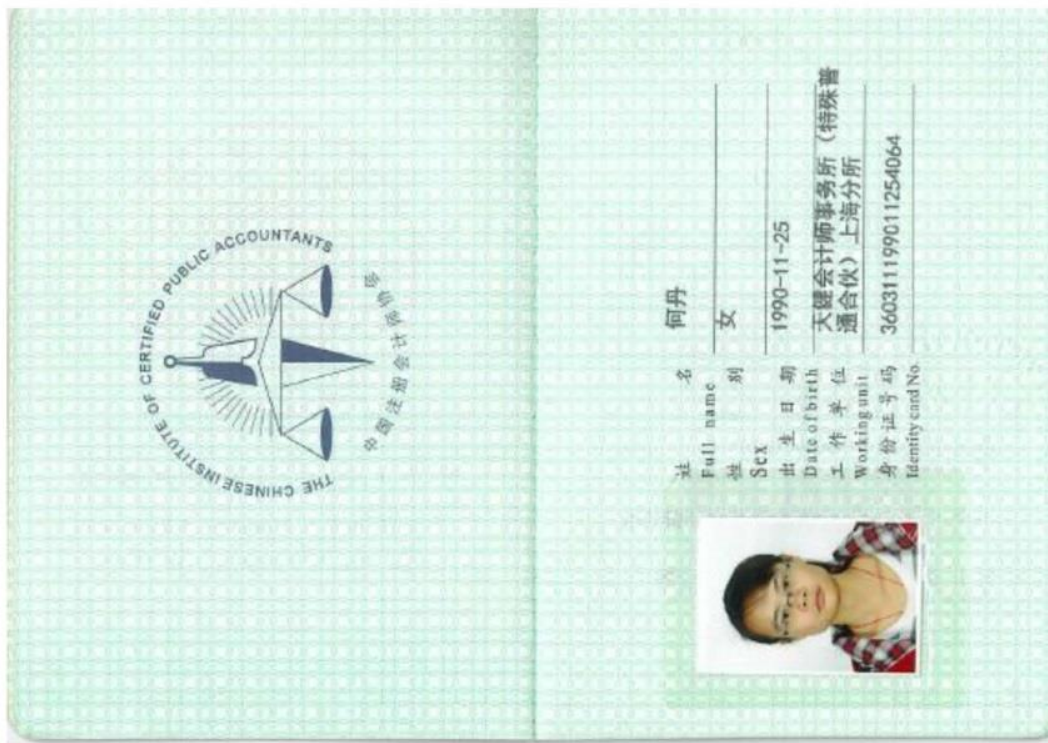 THE CHINESE INSTITUTE OF CERTIFIED PUBLIC ACCOUNTANTS
中国注册会计师协会
姓 名 何丹
Full name
性 别 女
Sex
出生日期 1990-11-25
Date of birth
工作单位 天健会计师事务所（特殊普
通合伙）上海分所
Working unit
身份证号码 360311199011254064
Identity card No.